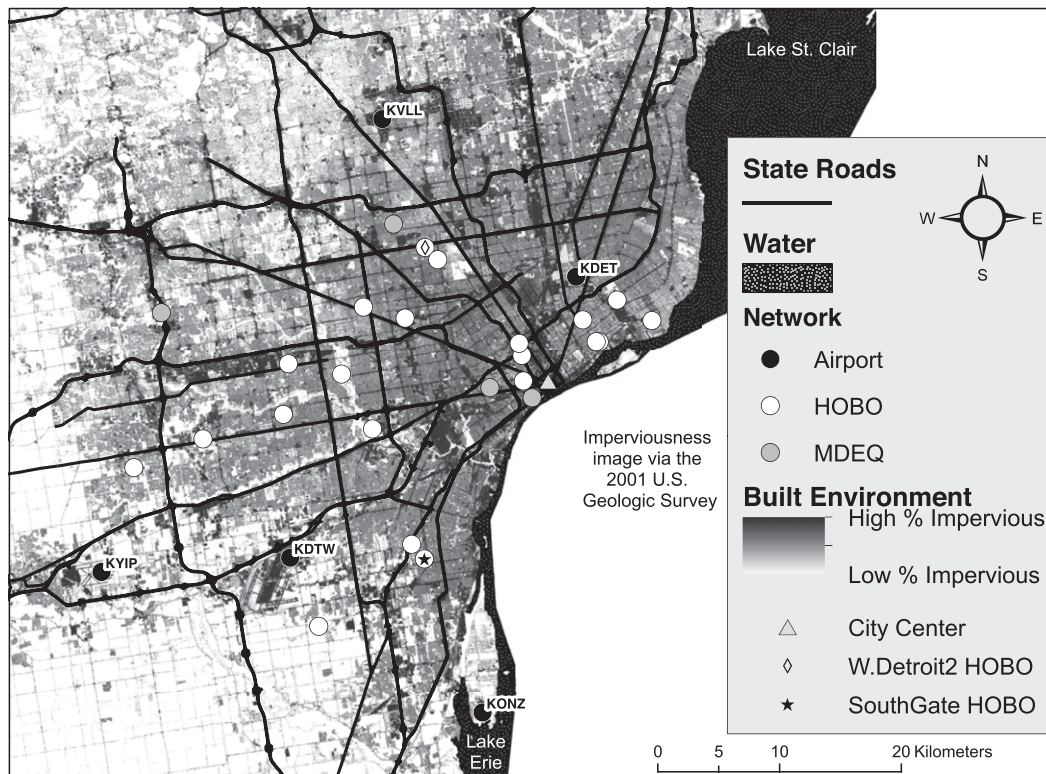 Lake St. Clair
KVLL
KDET
KYIP
KDTW
KONZ
Lake
Erie
Imperviousness
image via the
2001 U.S.
Geologic Survey
State Roads
N
W
E
S
Water
Network
Airport
HOBO
MDEQ
Built Environment
High % Impervious
Low % Impervious
City Center
W.Detroit2 HOBO
SouthGate HOBO
0 5 10 20 Kilometers